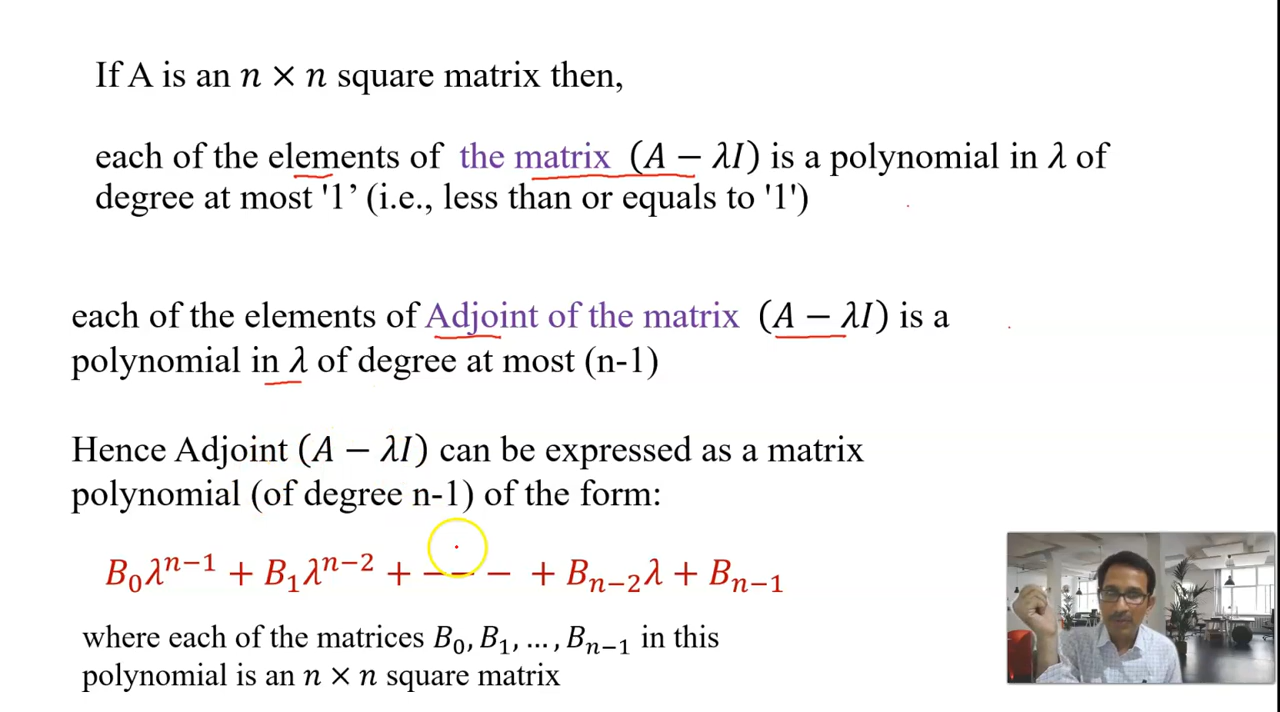 If A is an 𝑛 × 𝑛 square matrix then,
each of the elements of the matrix (𝐴 − 𝜆𝐼) is a polynomial in 𝜆 of
degree at most '1’ (i.e., less than or equals to '1')
each of the elements of Adjoint of the matrix (𝐴 − 𝜆𝐼) is a
polynomial in 𝜆 of degree at most (n-1)
Hence Adjoint (𝐴 − 𝜆𝐼) can be expressed as a matrix
polynomial (of degree n-1) of the form:
𝐵₀𝜆ⁿ⁻¹ + 𝐵₁𝜆ⁿ⁻² + − − − + 𝐵ₙ₋₂𝜆 + 𝐵ₙ₋₁
where each of the matrices 𝐵₀, 𝐵₁, … , 𝐵ₙ₋₁ in this
polynomial is an 𝑛 × 𝑛 square matrix